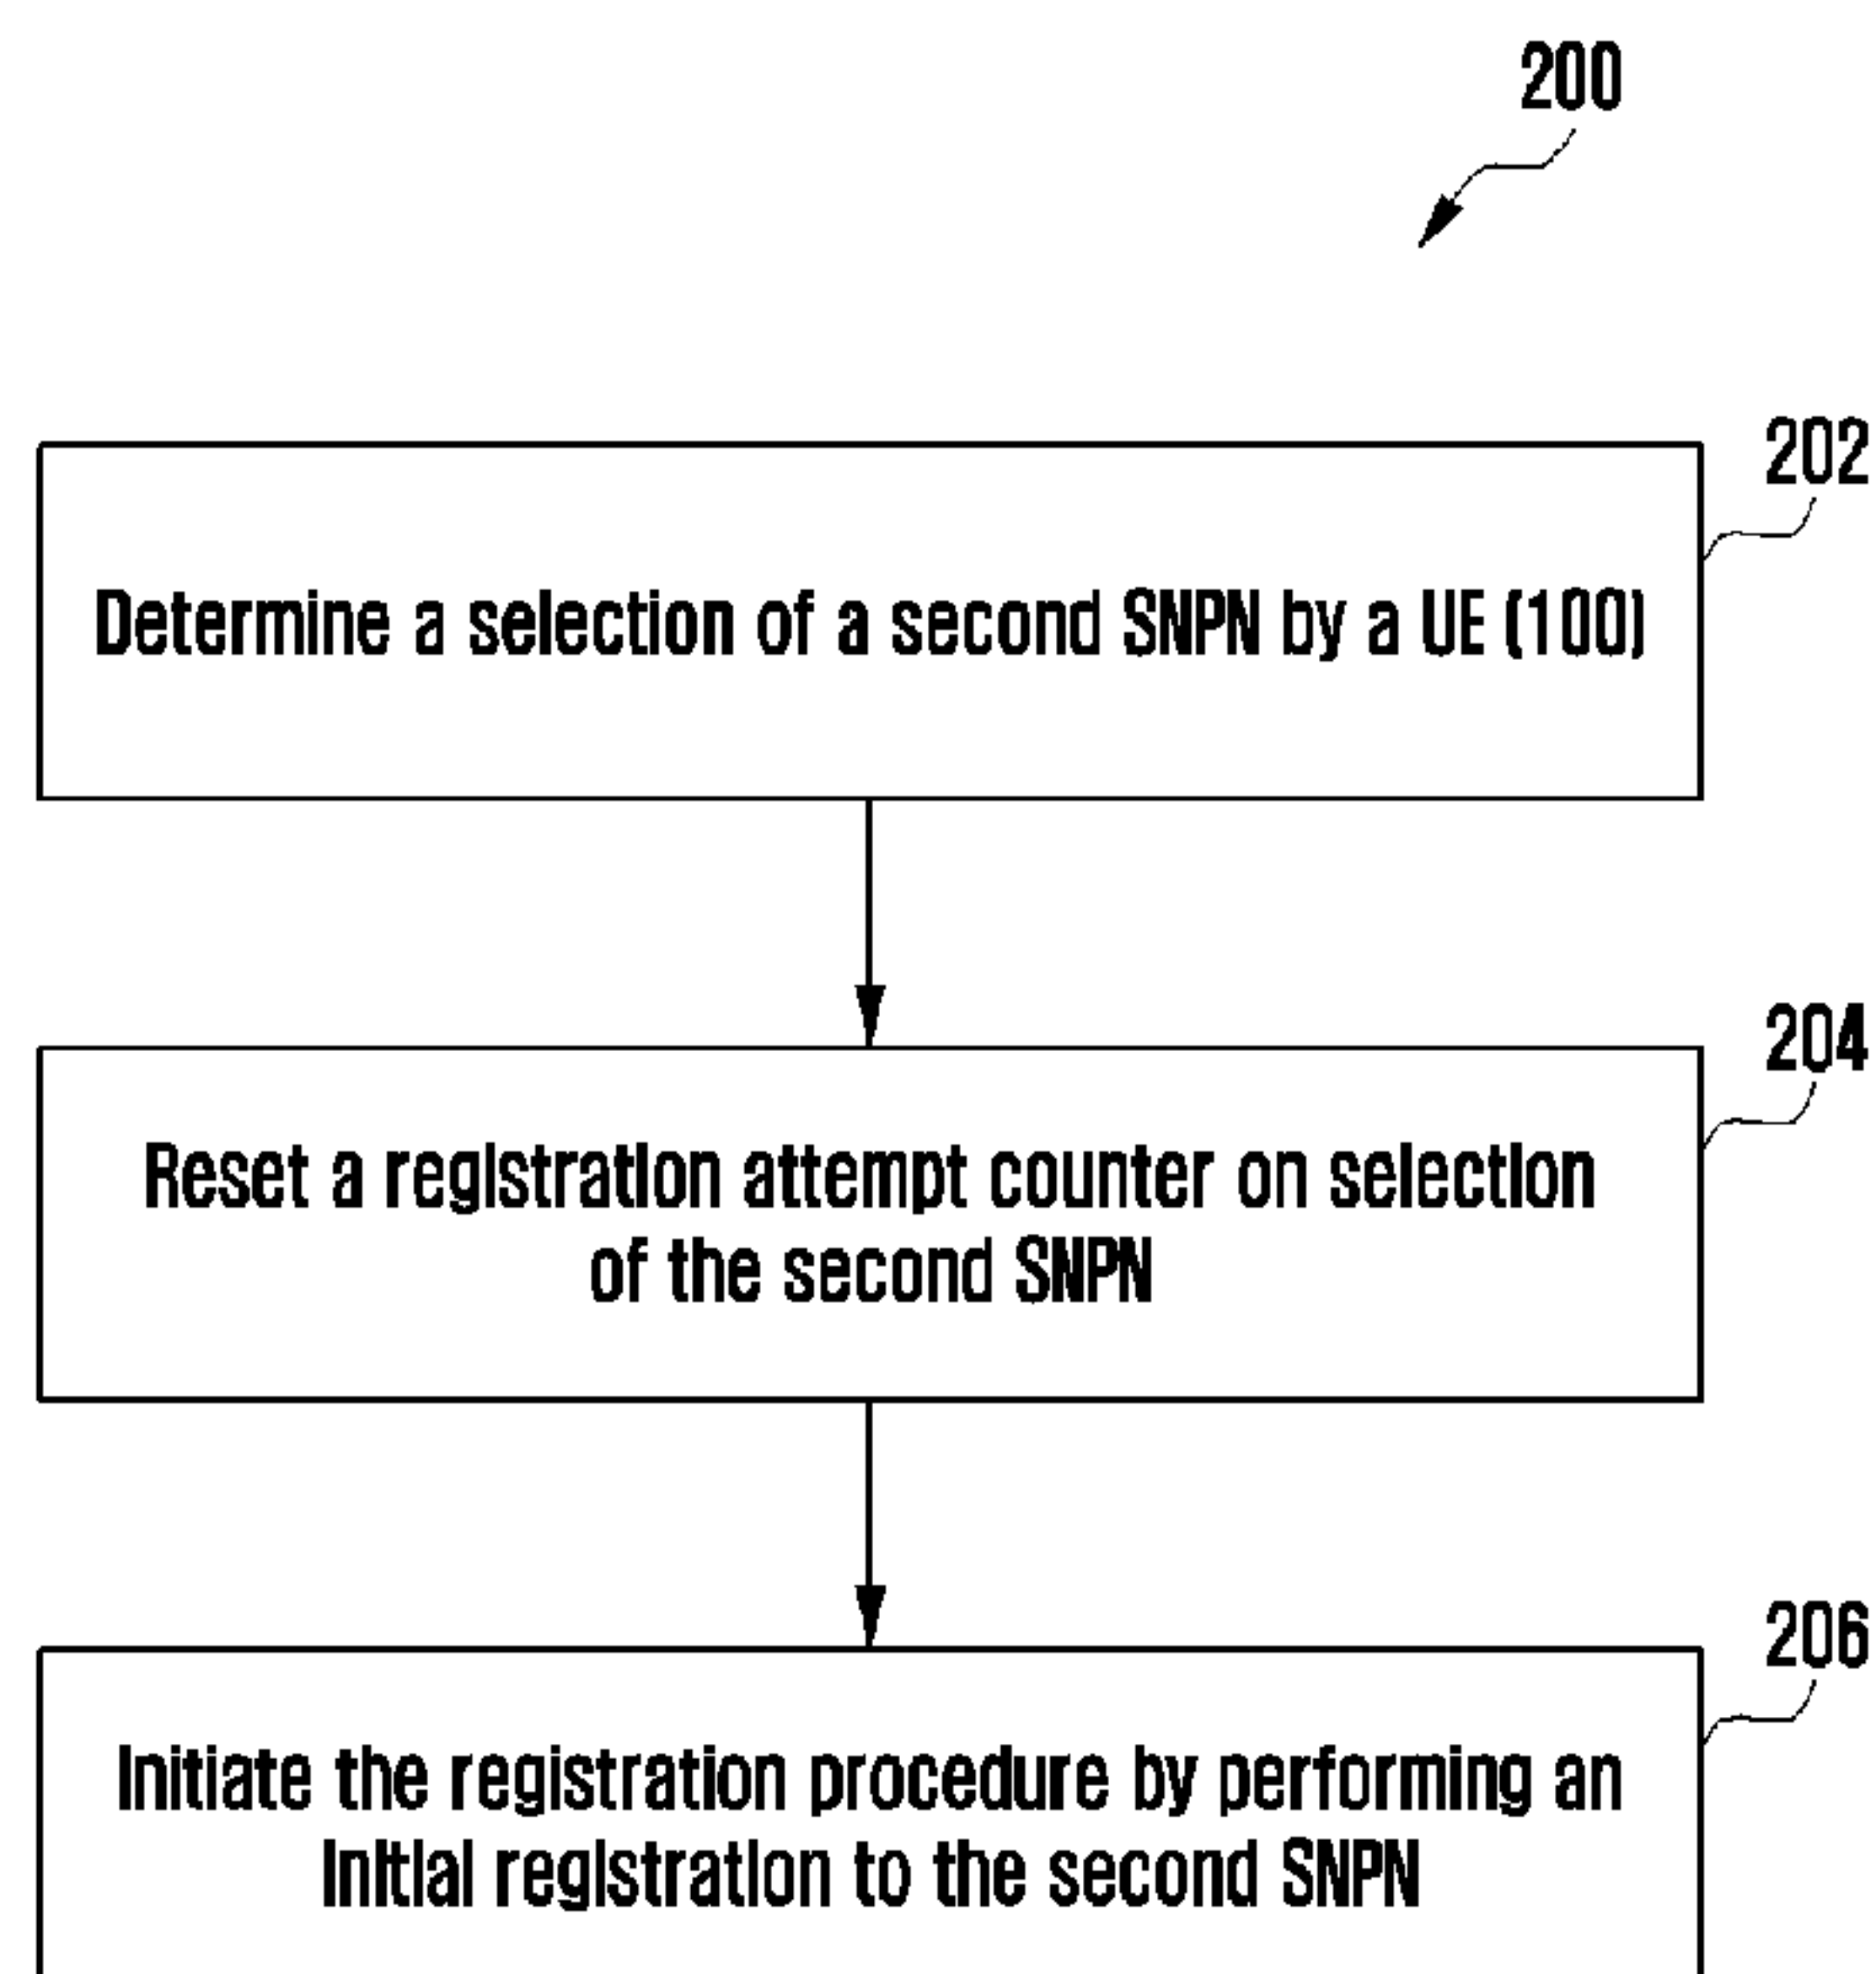 200
202
Determine a selection of a second SNPN by a UE (100)
204
Reset a registration attempt counter on selection
of the second SNPN
206
Initiate the registration procedure by performing an
initial registration to the second SNPN